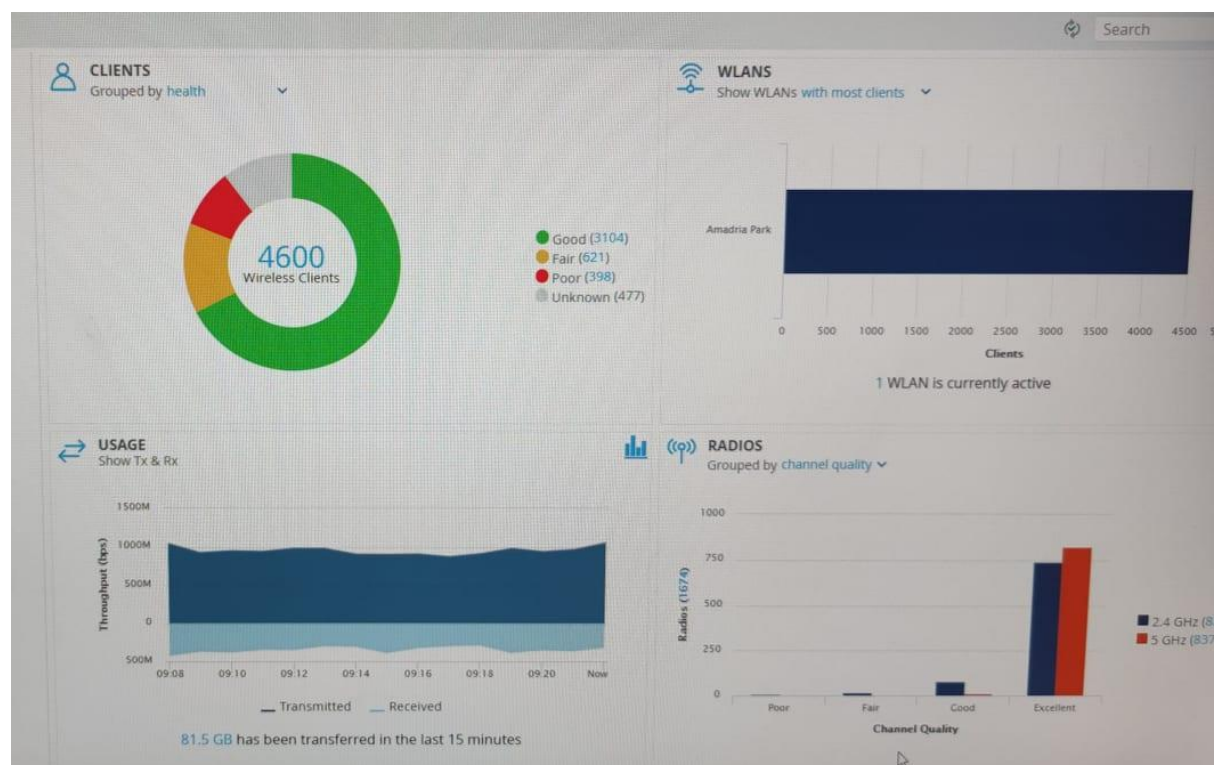 Search
CLIENTS
Grouped by health
4600
Wireless Clients
Good (3104)
Fair (621)
Poor (398)
Unknown (477)
WLANS
Show WLANs with most clients
Amadria Park
0 500 1000 1500 2000 2500 3000 3500 4000 4500
Clients
1 WLAN is currently active
USAGE
Show Tx & Rx
1500M
1000M
500M
0
500M
Throughput (bps)
09:08 09:10 09:12 09:14 09:16 09:18 09:20 Now
Transmitted Received
81.5 GB has been transferred in the last 15 minutes
RADIOS
Grouped by channel quality
1000
750
500
250
0
Radios (1674)
2.4 GHz (8
5 GHz (837
Poor Fair Good Excellent
Channel Quality